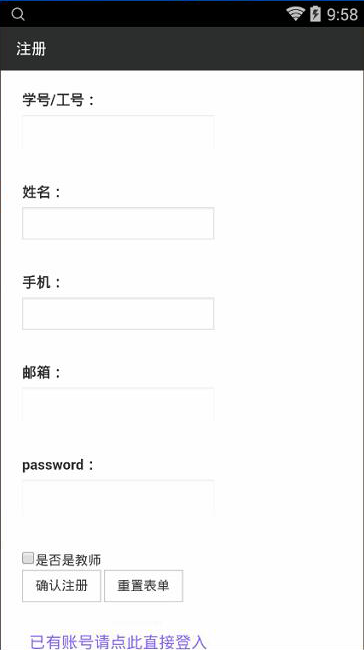 9:58
注册
学号/工号：
姓名：
手机：
邮箱：
password：
是否是教师
确认注册 重置表单
已有账号请点此直接登入